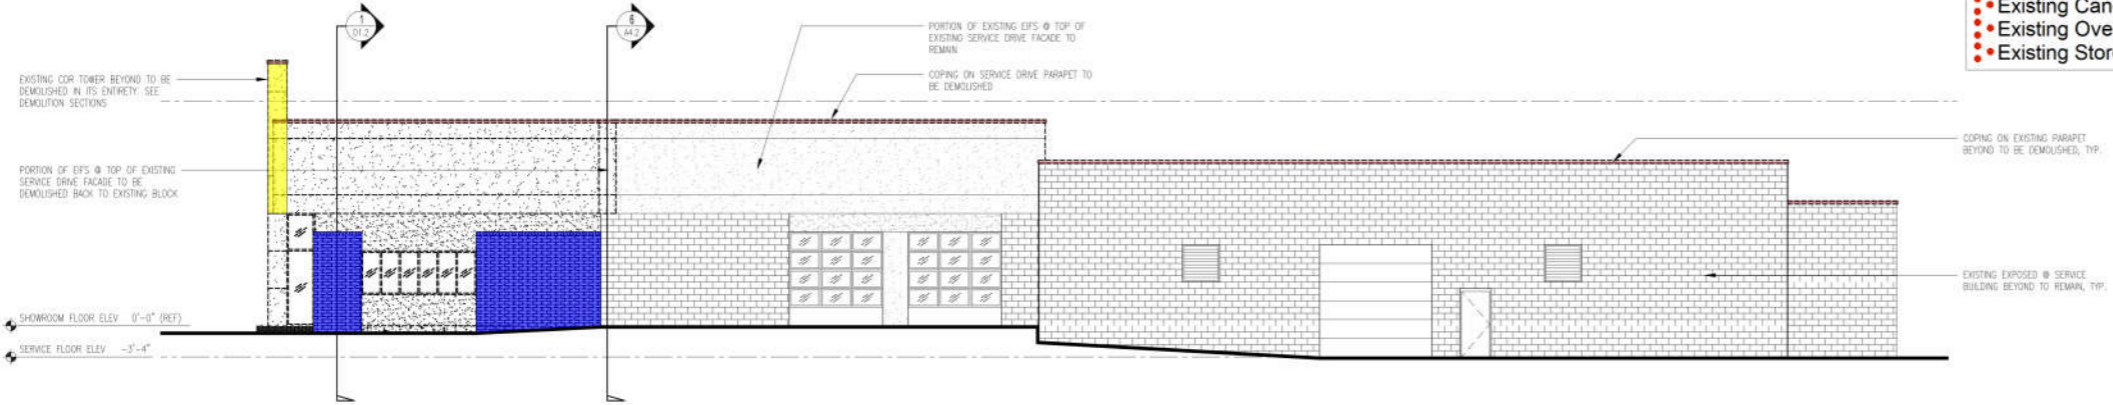 1
D1.2
6
A4.2
Existing Can
Existing Ove
Existing Stor
PORTION OF EXISTING EIFS @ TOP OF
EXISTING SERVICE DRIVE FACADE TO
REMAIN
COPING ON SERVICE DRIVE PARAPET TO
BE DEMOLISHED
EXISTING COR TOWER BEYOND TO BE
DEMOLISHED IN ITS ENTIRETY. SEE
DEMOLITION SECTIONS
PORTION OF EIFS @ TOP OF EXISTING
SERVICE DRIVE FACADE TO BE
DEMOLISHED BACK TO EXISTING BLOCK
COPING ON EXISTING PARAPET
BEYOND TO BE DEMOLISHED, TYP.
EXISTING EXPOSED @ SERVICE
BUILDING BEYOND TO REMAIN, TYP.
SHOWROOM FLOOR ELEV 0'-0" (REF)
SERVICE FLOOR ELEV -3'-4"